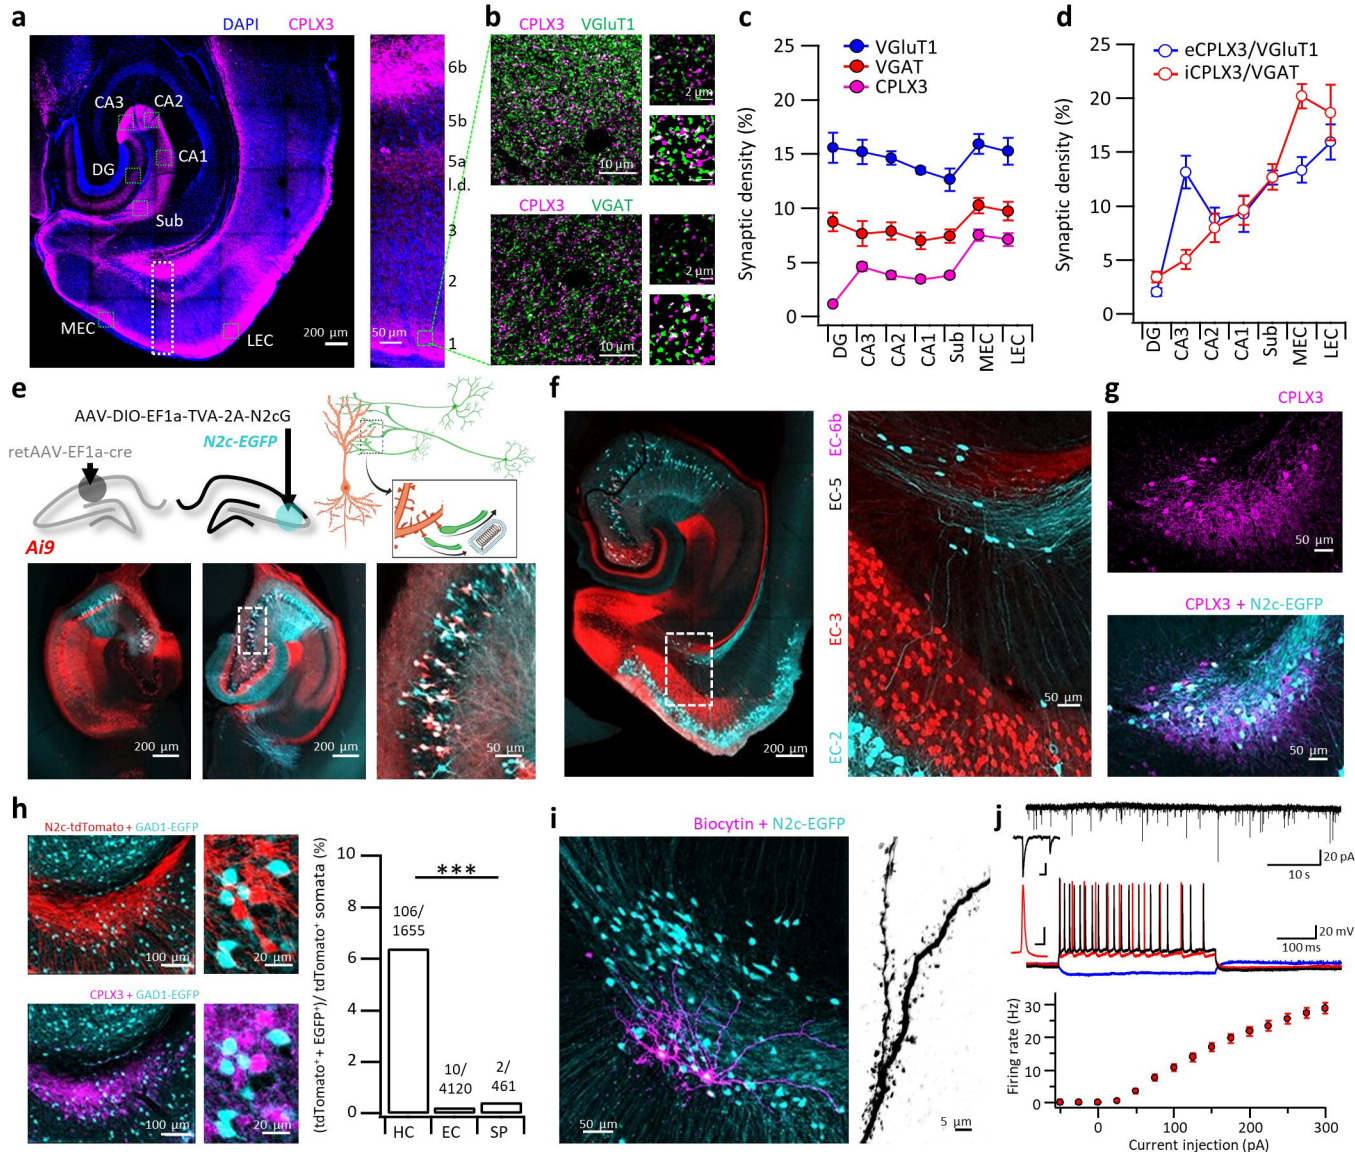 a
DAPI CPLX3
CA3
CA2
CA1
DG
Sub
MEC
LEC
200 µm
6b
5b
5a
l.d.
3
2
1
50 µm
b
CPLX3 VGluT1
10 µm
2 µm
CPLX3 VGAT
10 µm
2 µm
c
VGluT1
VGAT
CPLX3
Synaptic density (%)
25
20
15
10
5
0
DG
CA3
CA2
CA1
Sub
MEC
LEC
d
eCPLX3/VGluT1
iCPLX3/VGAT
Synaptic density (%)
25
20
15
10
5
0
DG
CA3
CA2
CA1
Sub
MEC
LEC
e
AAV-DIO-EF1a-TVA-2A-N2cG
N2c-EGFP
retAAV-EF1a-cre
Ai9
200 µm
200 µm
50 µm
f
200 µm
EC-6b
EC-5
EC-3
EC-2
50 µm
g
CPLX3
50 µm
CPLX3 + N2c-EGFP
50 µm
h
N2c-tdTomato + GAD1-EGFP
100 µm
20 µm
CPLX3 + GAD1-EGFP
100 µm
20 µm
(tdTomato⁺ + EGFP⁺)/ tdTomato⁺ somata (%)
10
8
6
4
2
0
***
106/
1655
10/
4120
2/
461
HC
EC
SP
i
Biocytin + N2c-EGFP
50 µm
5 µm
j
20 pA
10 s
20 mV
100 ms
Firing rate (Hz)
30
20
10
0
0
100
200
300
Current injection (pA)